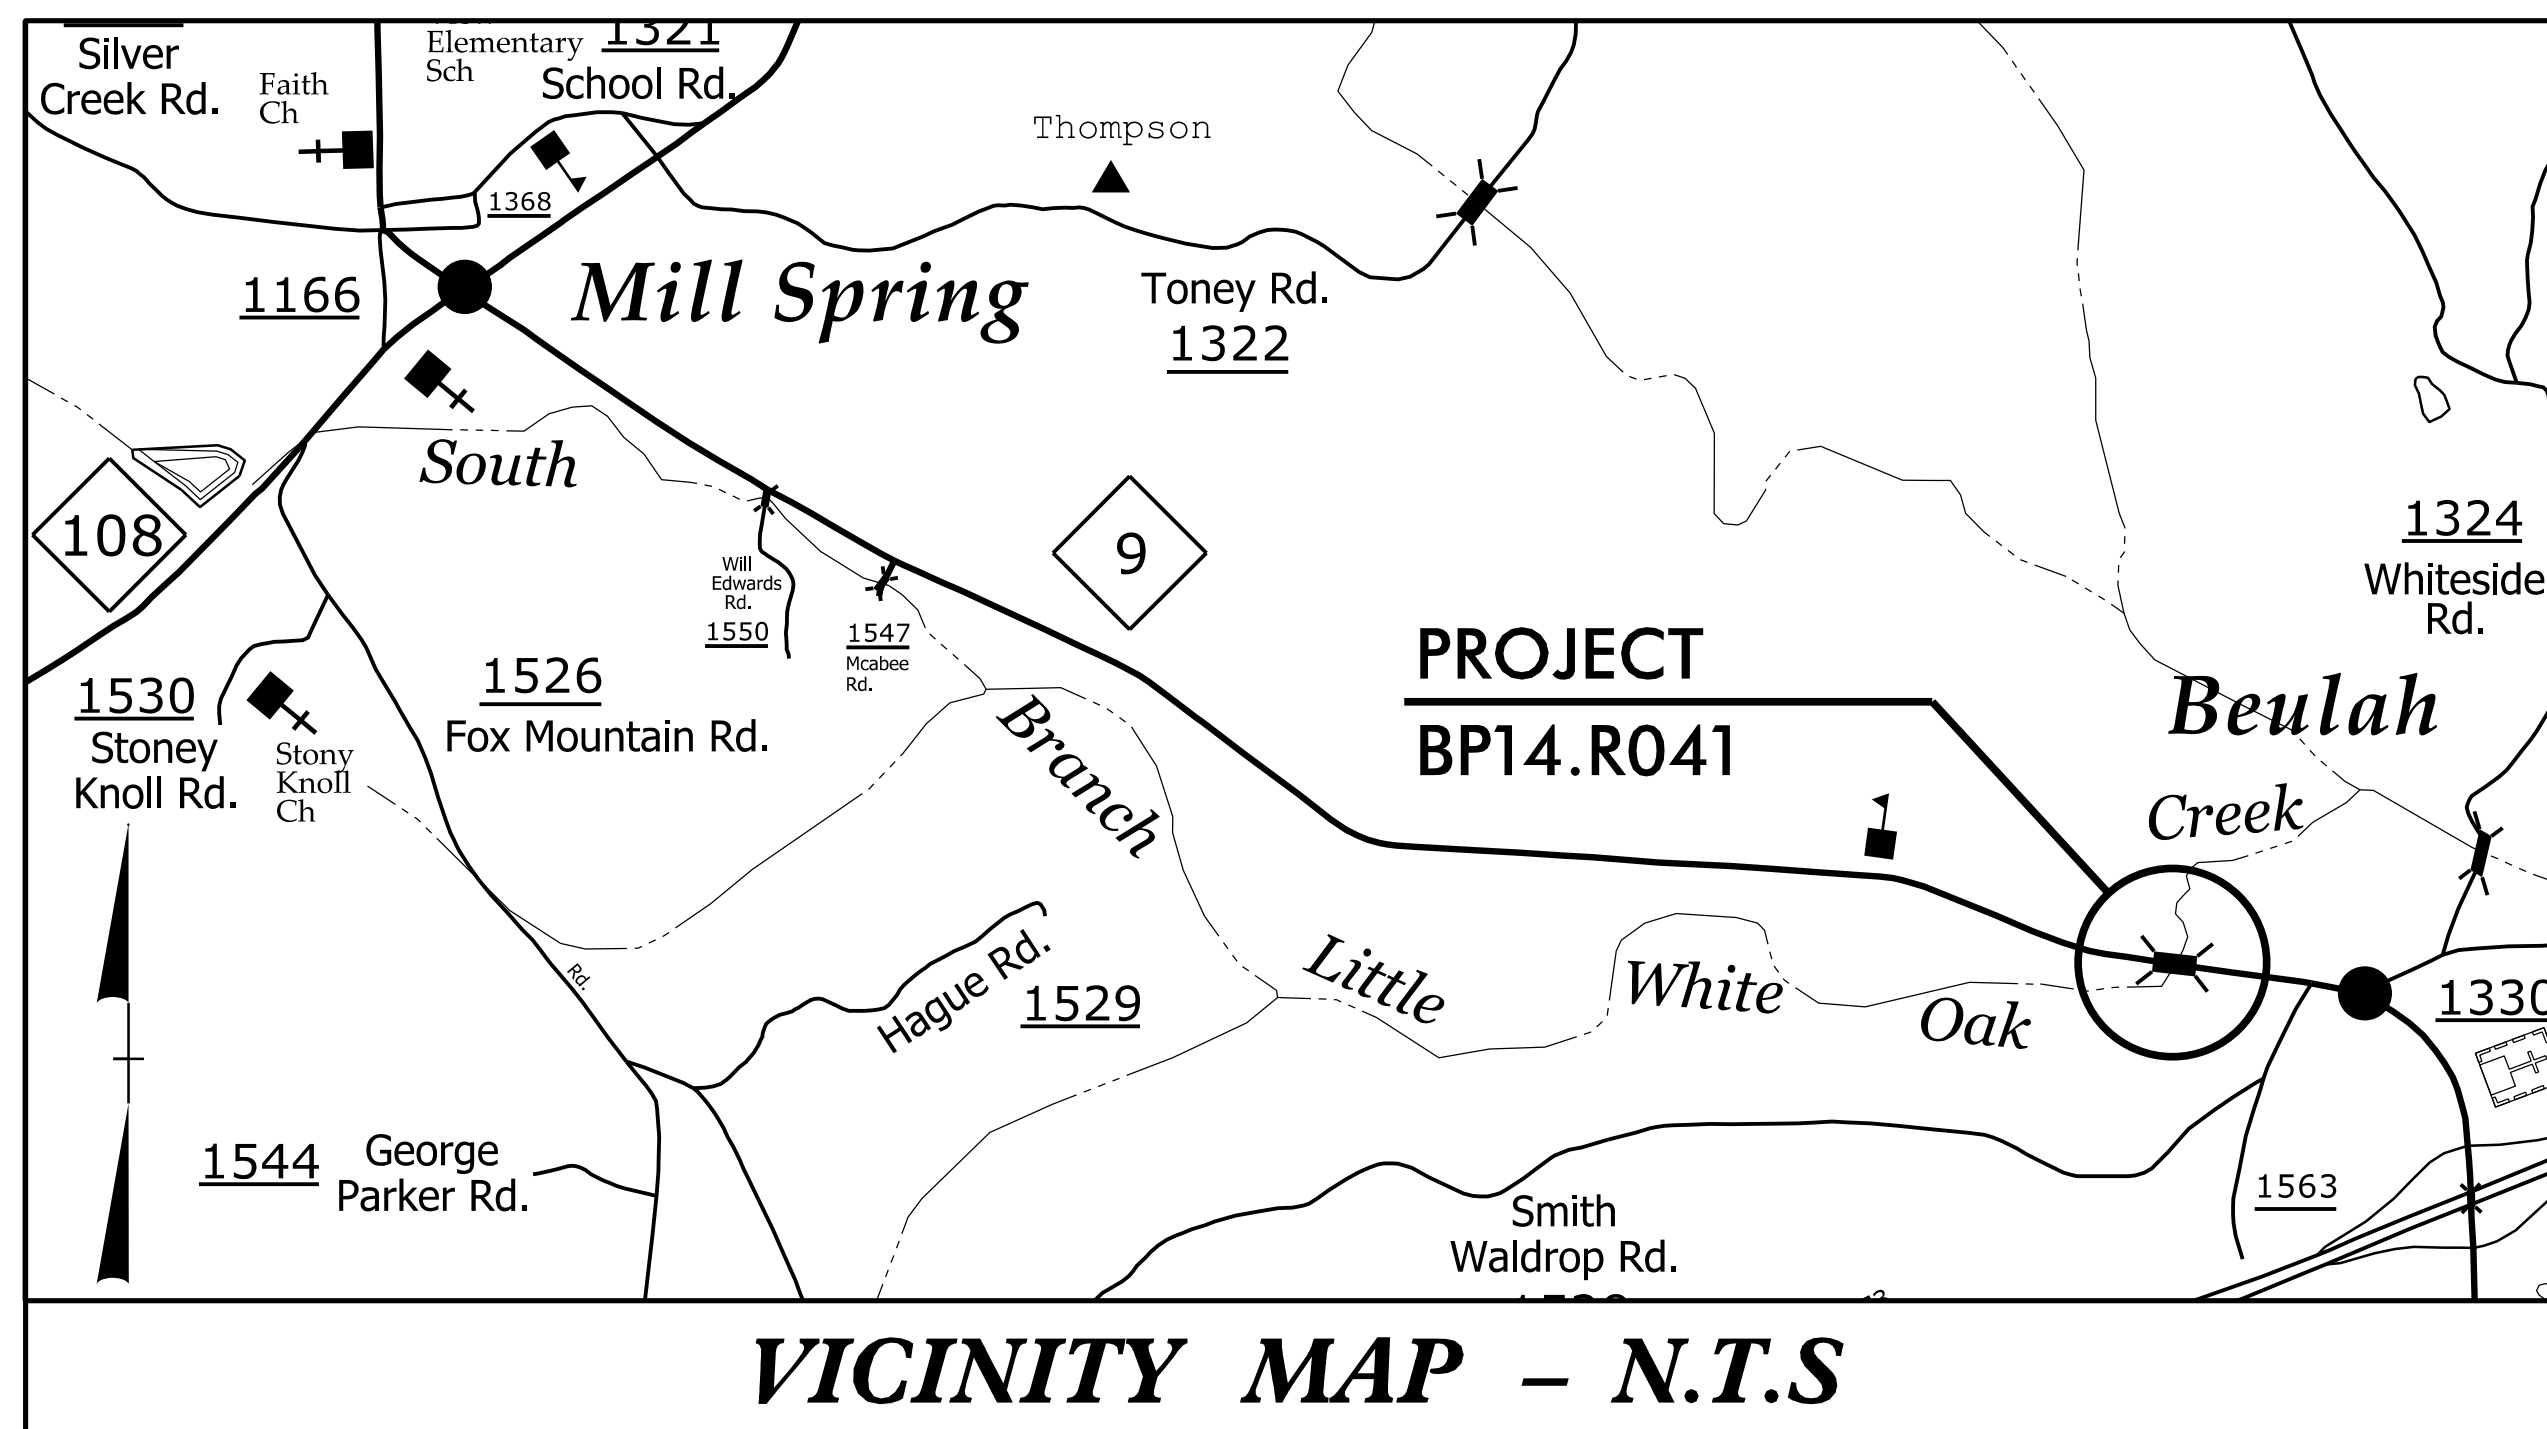 Silver
Creek Rd.
Faith
Ch
Elementary
Sch
1321
School Rd.
1368
Thompson
1166
Mill Spring
Toney Rd.
1322
South
108
9
1324
Whiteside
Rd.
Will
Edwards
Rd.
1550
1547
Mcabee
Rd.
1526
Fox Mountain Rd.
1530
Stoney
Knoll Rd.
Stony
Knoll
Ch
Branch
PROJECT
BP14.R041
Beulah
Creek
Rd.
Hague Rd.
1529
Little
White
Oak
1330
1544
George
Parker Rd.
Smith
Waldrop Rd.
1563
VICINITY MAP – N.T.S